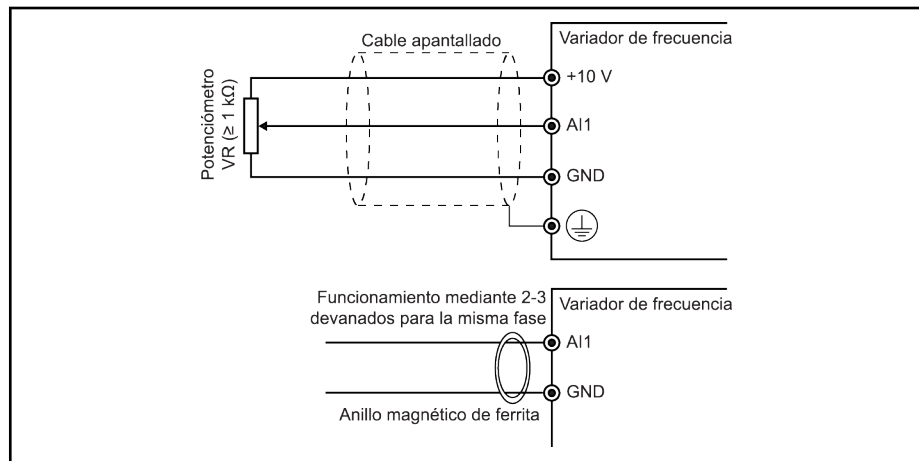 Cable apantallado
Variador de frecuencia
+10 V
Potenciómetro
VR (≥ 1 kΩ)
AI1
GND
Funcionamiento mediante 2-3
devanados para la misma fase
Variador de frecuencia
AI1
GND
Anillo magnético de ferrita